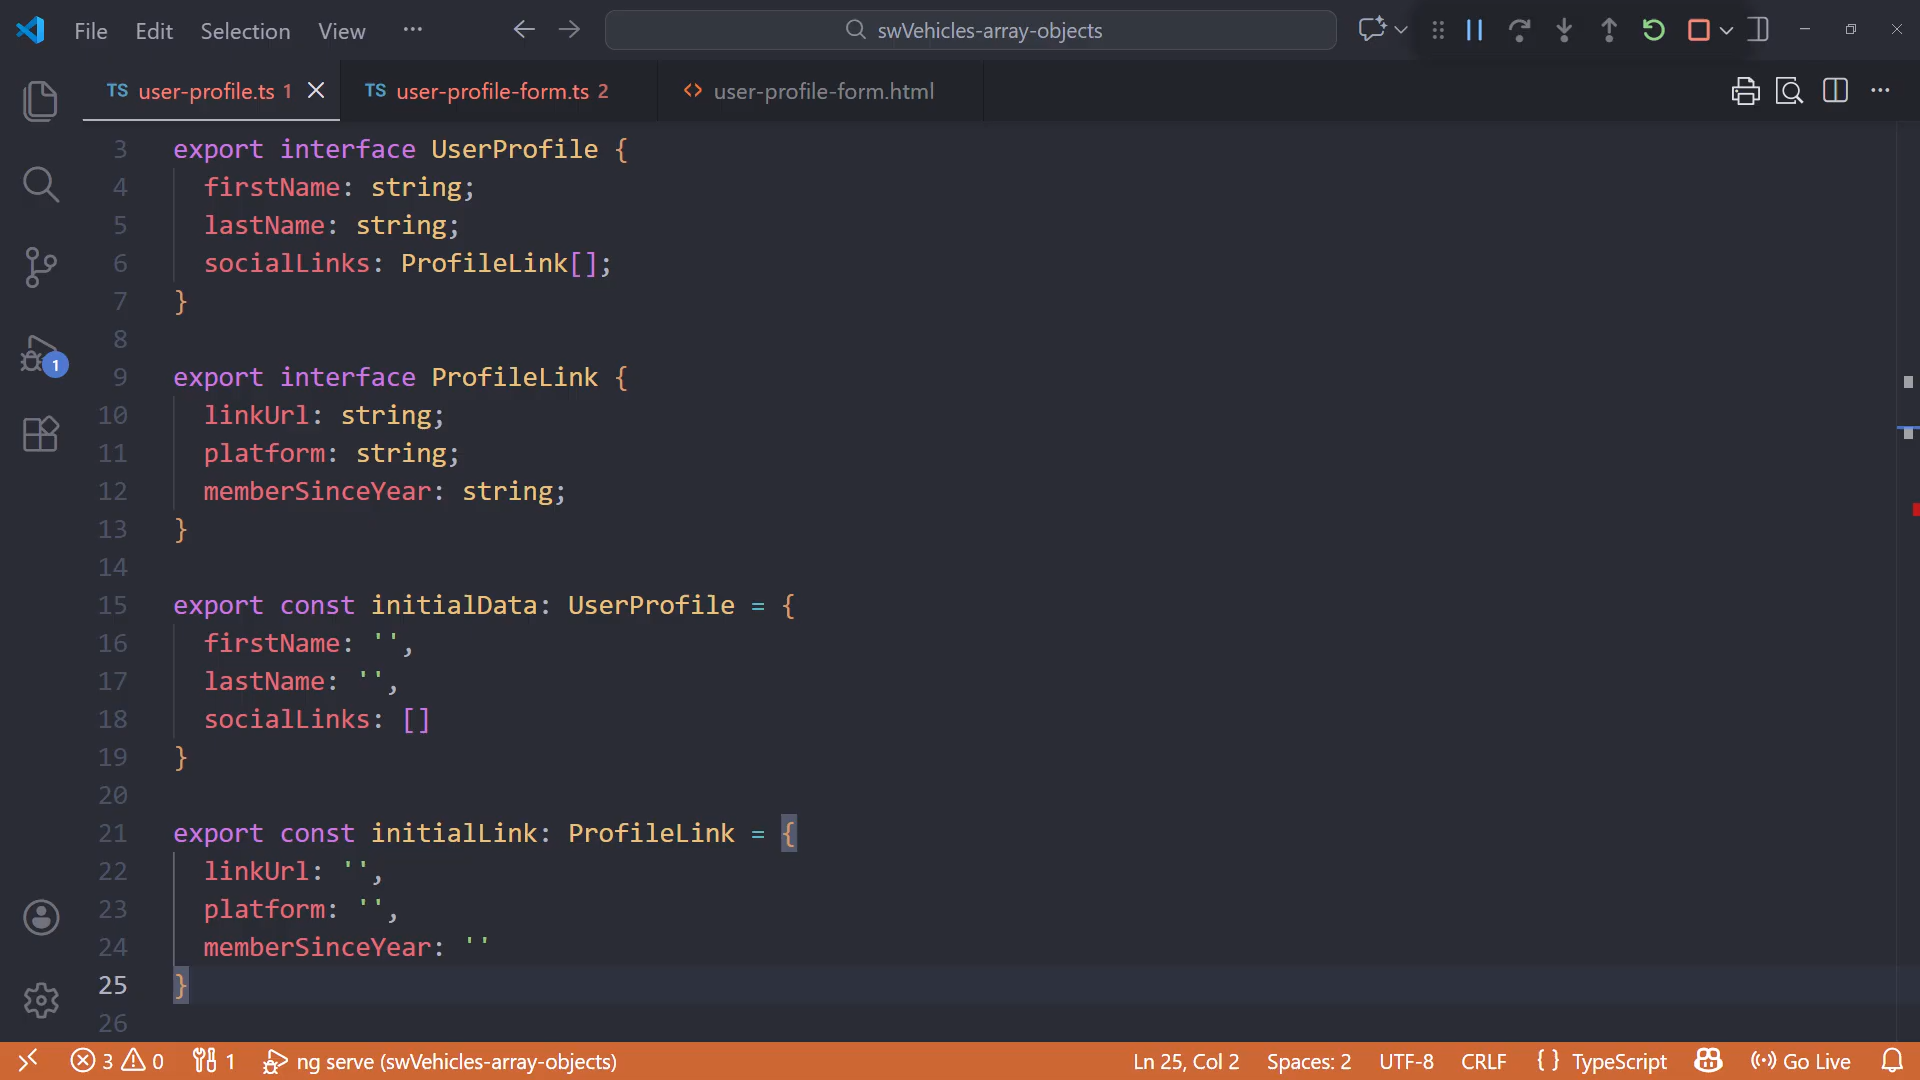 File Edit Selection View ···
swVehicles-array-objects
TS user-profile.ts 1
TS user-profile-form.ts 2
<> user-profile-form.html
3 export interface UserProfile {
4 firstName: string;
5 lastName: string;
6 socialLinks: ProfileLink[];
7 }
8
9 export interface ProfileLink {
10 linkUrl: string;
11 platform: string;
12 memberSinceYear: string;
13 }
14
15 export const initialData: UserProfile = {
16 firstName: '',
17 lastName: '',
18 socialLinks: []
19 }
20
21 export const initialLink: ProfileLink = {
22 linkUrl: '',
23 platform: '',
24 memberSinceYear: ''
25 }
26
1
3 0 1 ng serve (swVehicles-array-objects) Ln 25, Col 2 Spaces: 2 UTF-8 CRLF { } TypeScript Go Live